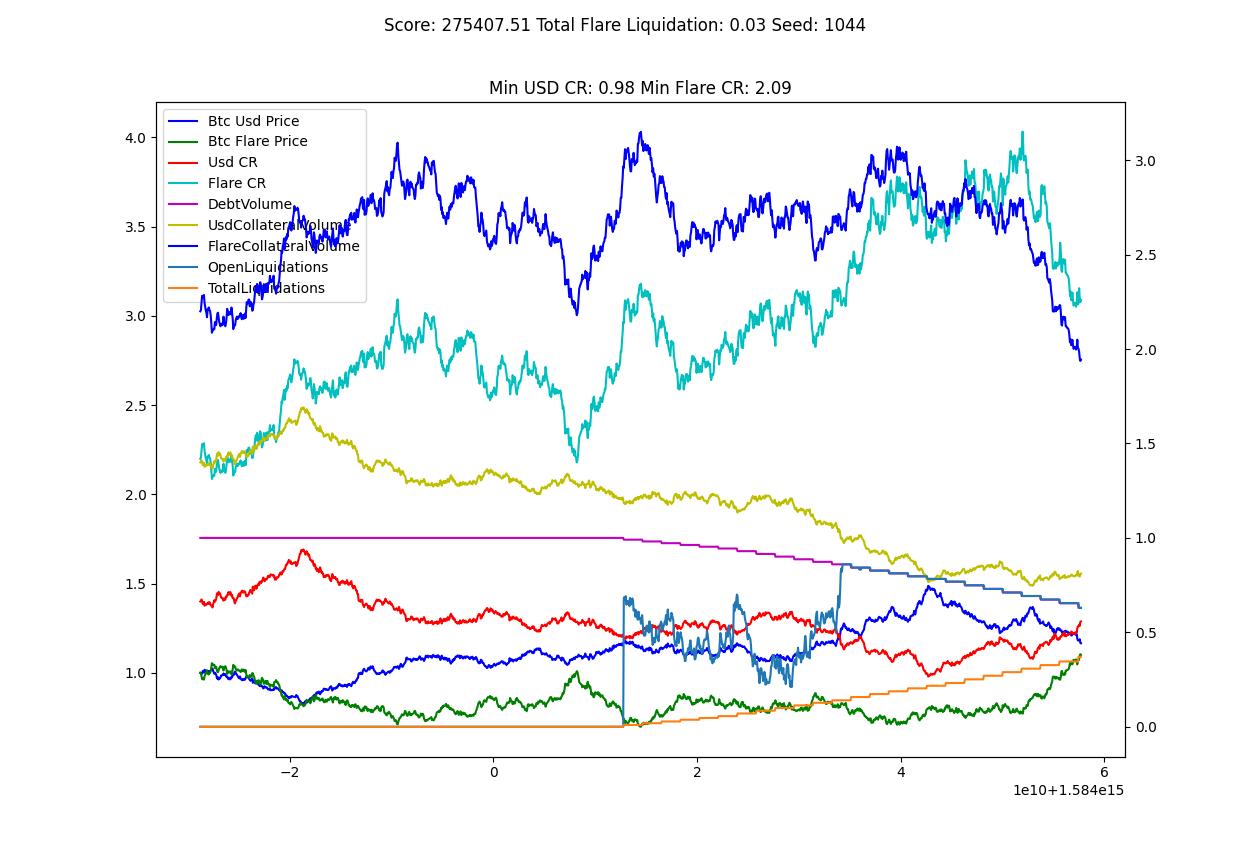 Score: 275407.51 Total Flare Liquidation: 0.03 Seed: 1044
Min USD CR: 0.98 Min Flare CR: 2.09
Btc Usd Price
Btc Flare Price
Usd CR
Flare CR
DebtVolume
UsdCollateralVolume
FlareCollateralVolume
OpenLiquidations
TotalLiquidations
4.0
3.5
3.0
2.5
2.0
1.5
1.0
3.0
2.5
2.0
1.5
1.0
0.5
0.0
−2
0
2
4
6
1e10+1.584e15